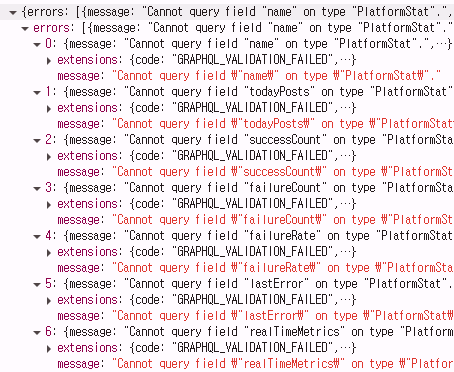 ▼ {errors: [{message: "Cannot query field "name" on type "PlatformStat".",
▼ errors: [{message: "Cannot query field "name" on type "PlatformStat"."
▼ 0: {message: "Cannot query field "name" on type "PlatformStat".",…}
▶ extensions: {code: "GRAPHQL_VALIDATION_FAILED",…}
message: "Cannot query field ₩"name₩" on type ₩"PlatformStat₩"."
▼ 1: {message: "Cannot query field "todayPosts" on type "PlatformStat"
▶ extensions: {code: "GRAPHQL_VALIDATION_FAILED",…}
message: "Cannot query field ₩"todayPosts₩" on type ₩"PlatformStat
▼ 2: {message: "Cannot query field "successCount" on type "PlatformSta
▶ extensions: {code: "GRAPHQL_VALIDATION_FAILED",…}
message: "Cannot query field ₩"successCount₩" on type ₩"PlatformSt
▼ 3: {message: "Cannot query field "failureCount" on type "PlatformSta
▶ extensions: {code: "GRAPHQL_VALIDATION_FAILED",…}
message: "Cannot query field ₩"failureCount₩" on type ₩"PlatformSt
▼ 4: {message: "Cannot query field "failureRate" on type "PlatformStat
▶ extensions: {code: "GRAPHQL_VALIDATION_FAILED",…}
message: "Cannot query field ₩"failureRate₩" on type ₩"PlatformSta
▼ 5: {message: "Cannot query field "lastError" on type "PlatformStat".
▶ extensions: {code: "GRAPHQL_VALIDATION_FAILED",…}
message: "Cannot query field ₩"lastError₩" on type ₩"PlatformStat₩
▼ 6: {message: "Cannot query field "realTimeMetrics" on type "Platform
▶ extensions: {code: "GRAPHQL_VALIDATION_FAILED",…}
message: "Cannot query field ₩"realTimeMetrics₩" on type ₩"Platfor